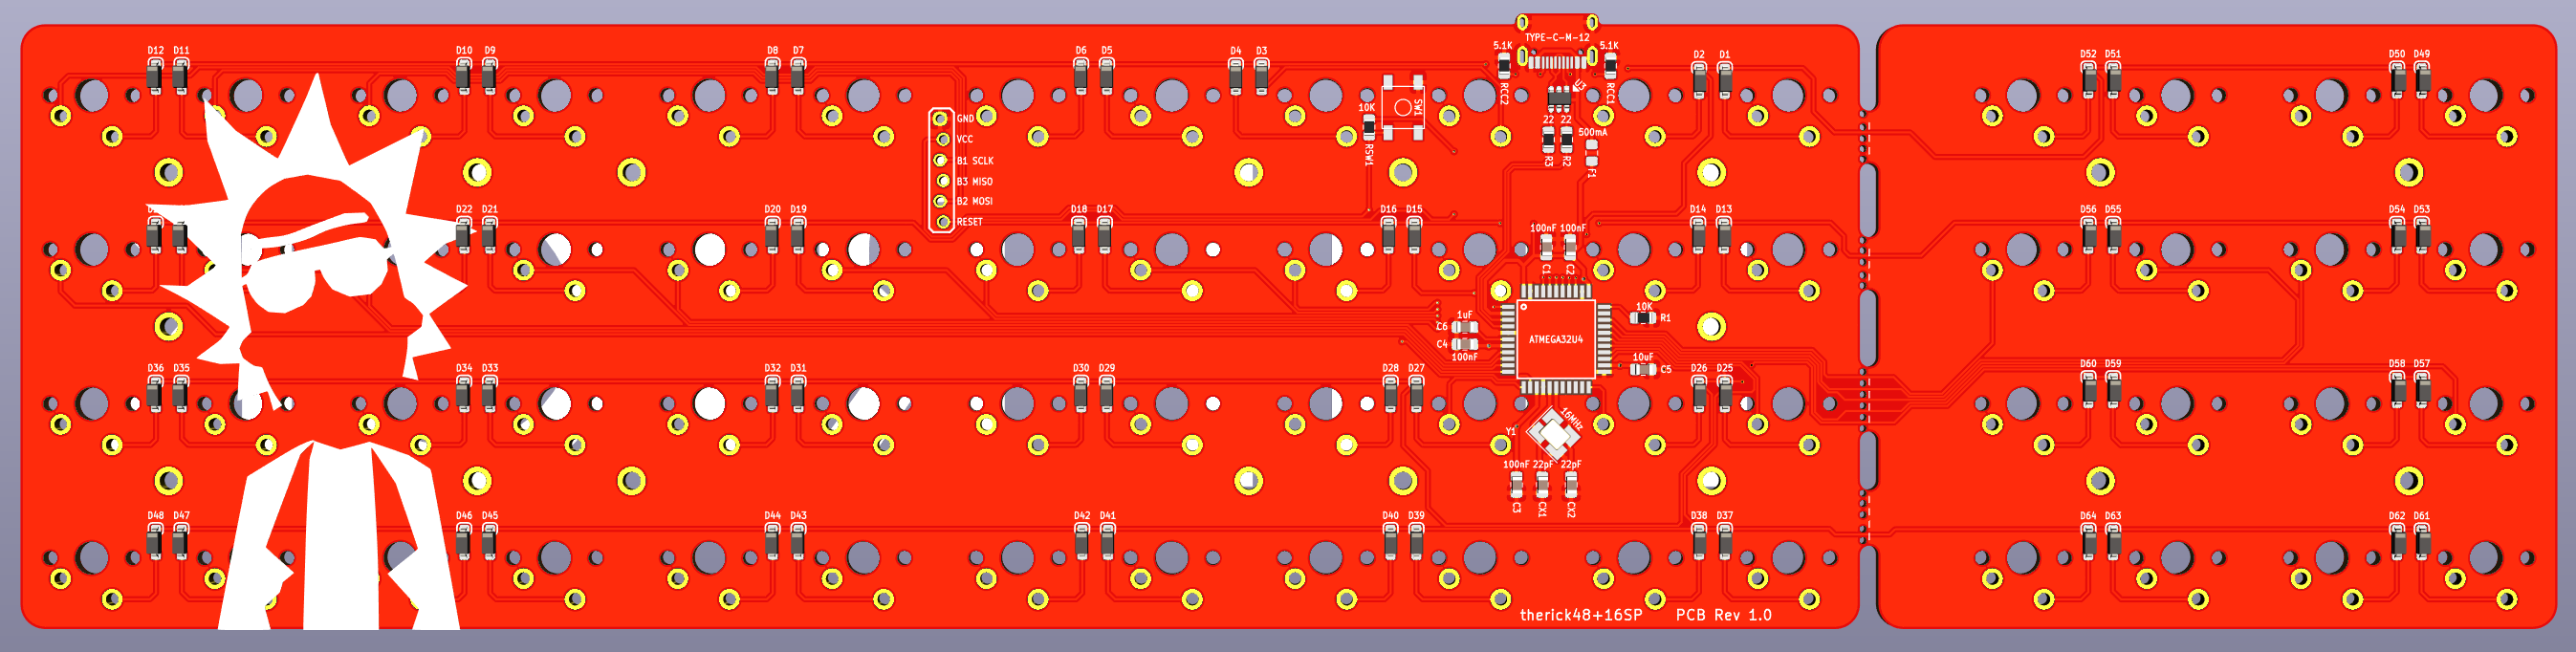 TYPE-C-M-12
5.1K
5.1K
D12 D11
D10 D9
D8 D7
D6 D5
D4 D3
D2 D1
D52 D51
D50 D49
RCC2
RCC1
U3
SW1
10K
RSW1
22 22
500mA
R3
R2
F1
GND
VCC
B1 SCLK
B3 MISO
B2 MOSI
RESET
D22 D21
D20 D19
D18 D17
D16 D15
D14 D13
D56 D55
D54 D53
100nF 100nF
C1
C2
10K
R1
1uF
C6
C4
100nF
ATMEGA32U4
10uF
C5
D36 D35
D34 D33
D32 D31
D30 D29
D28 D27
D26 D25
D60 D59
D58 D57
16MHz
Y1
100nF 22pF 22pF
C3
CX1
CX2
D48 D47
D46 D45
D44 D43
D42 D41
D40 D39
D38 D37
D64 D63
D62 D61
therick48+16SP PCB Rev 1.0